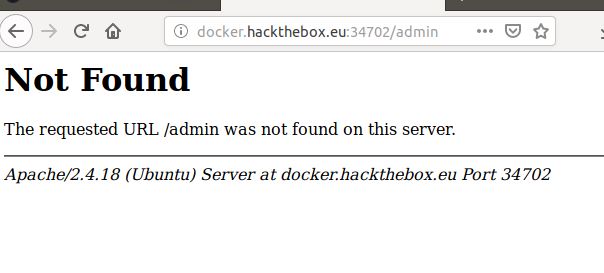 docker.hackthebox.eu:34702/admin
Not Found
The requested URL /admin was not found on this server.
Apache/2.4.18 (Ubuntu) Server at docker.hackthebox.eu Port 34702